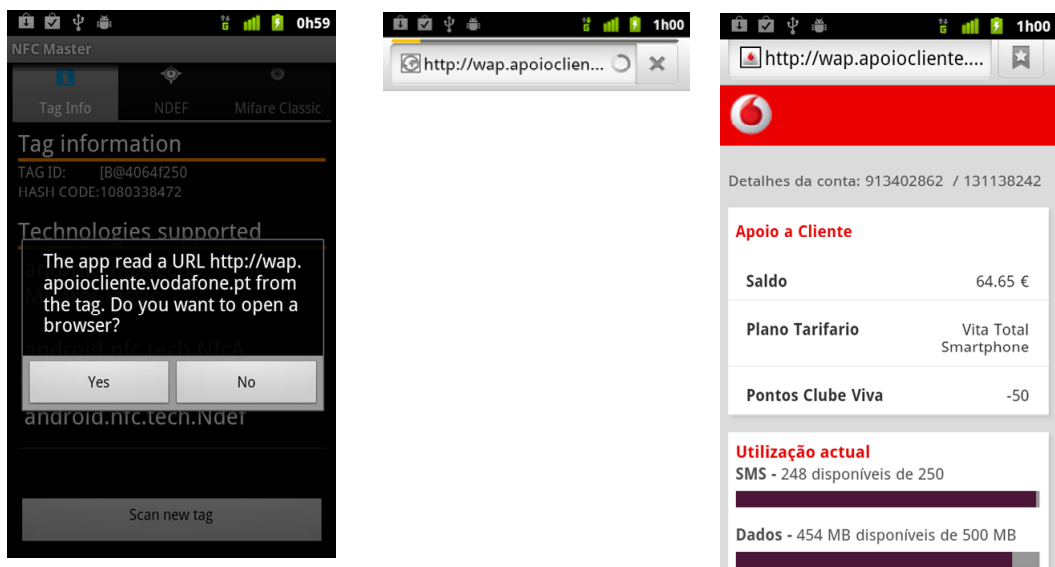 0h59
NFC Master
Tag Info
NDEF
Mifare Classic
Tag information
TAG ID: [B@4064f250
HASH CODE:1080338472
Technologies supported
The app read a URL http://wap.
apoiocliente.vodafone.pt from
the tag. Do you want to open a
browser?
android.nfc.tech.NfcA
Yes
No
android.nfc.tech.Ndef
Scan new tag
1h00
http://wap.apoioclien...
1h00
http://wap.apoiocliente....
Detalhes da conta: 913402862 / 131138242
Apoio a Cliente
Saldo 64.65 €
Plano Tarifario Vita Total
Smartphone
Pontos Clube Viva -50
Utilização actual
SMS - 248 disponíveis de 250
Dados - 454 MB disponíveis de 500 MB